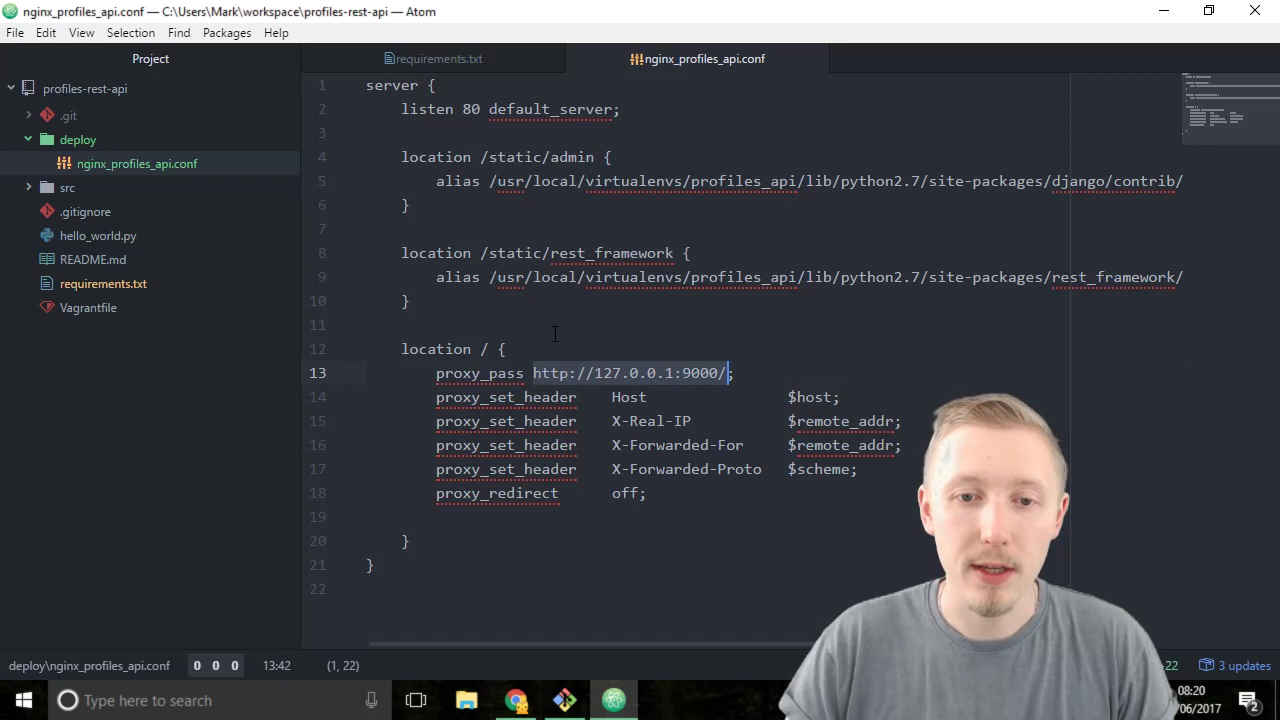 nginx_profiles_api.conf — C:\Users\Mark\workspace\profiles-rest-api — Atom
File Edit View Selection Find Packages Help
Project
requirements.txt
nginx_profiles_api.conf
profiles-rest-api
.git
deploy
nginx_profiles_api.conf
src
.gitignore
hello_world.py
README.md
requirements.txt
Vagrantfile
1 server {
2 listen 80 default_server;
3
4 location /static/admin {
5 alias /usr/local/virtualenvs/profiles_api/lib/python2.7/site-packages/django/contrib/
6 }
7
8 location /static/rest_framework {
9 alias /usr/local/virtualenvs/profiles_api/lib/python2.7/site-packages/rest_framework/
10 }
11
12 location / {
13 proxy_pass http://127.0.0.1:9000/;
14 proxy_set_header Host $host;
15 proxy_set_header X-Real-IP $remote_addr;
16 proxy_set_header X-Forwarded-For $remote_addr;
17 proxy_set_header X-Forwarded-Proto $scheme;
18 proxy_redirect off;
19
20 }
21 }
22
deploy\nginx_profiles_api.conf 0 0 0 13:42 (1, 22)
3 updates
Type here to search
08:20
/06/2017
2